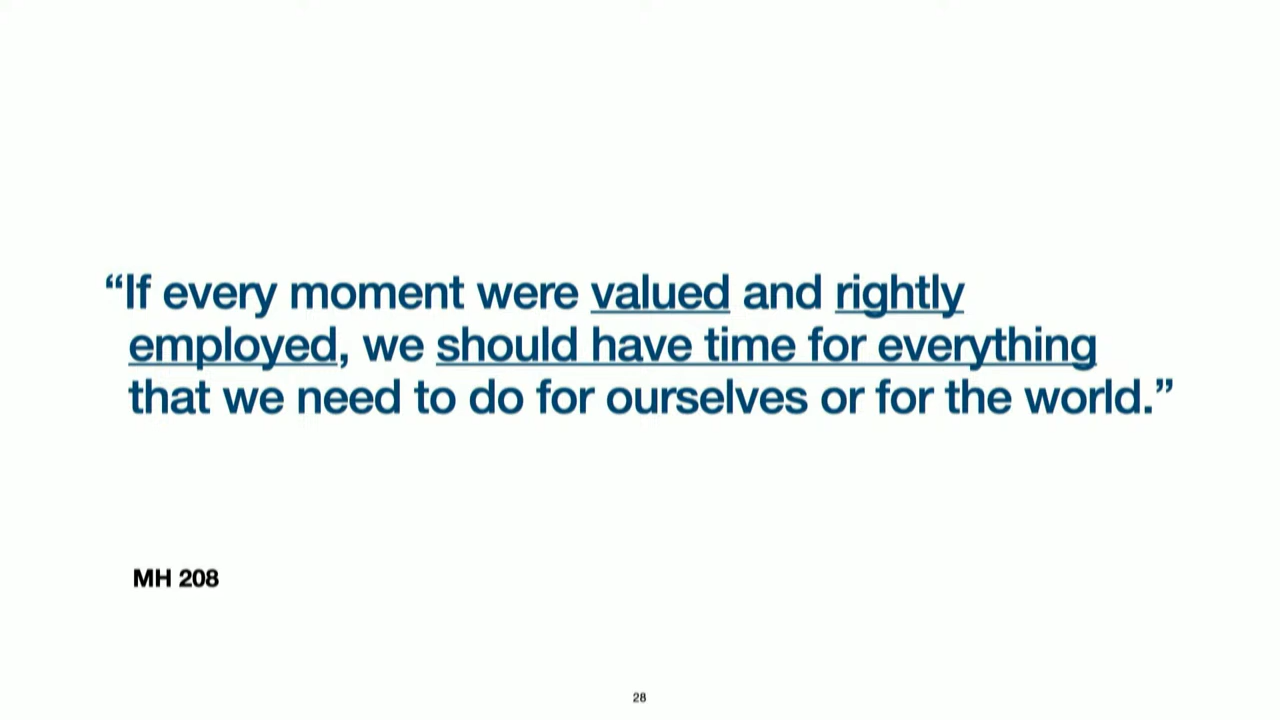 “If every moment were valued and rightly
employed, we should have time for everything
that we need to do for ourselves or for the world.”
MH 208
28